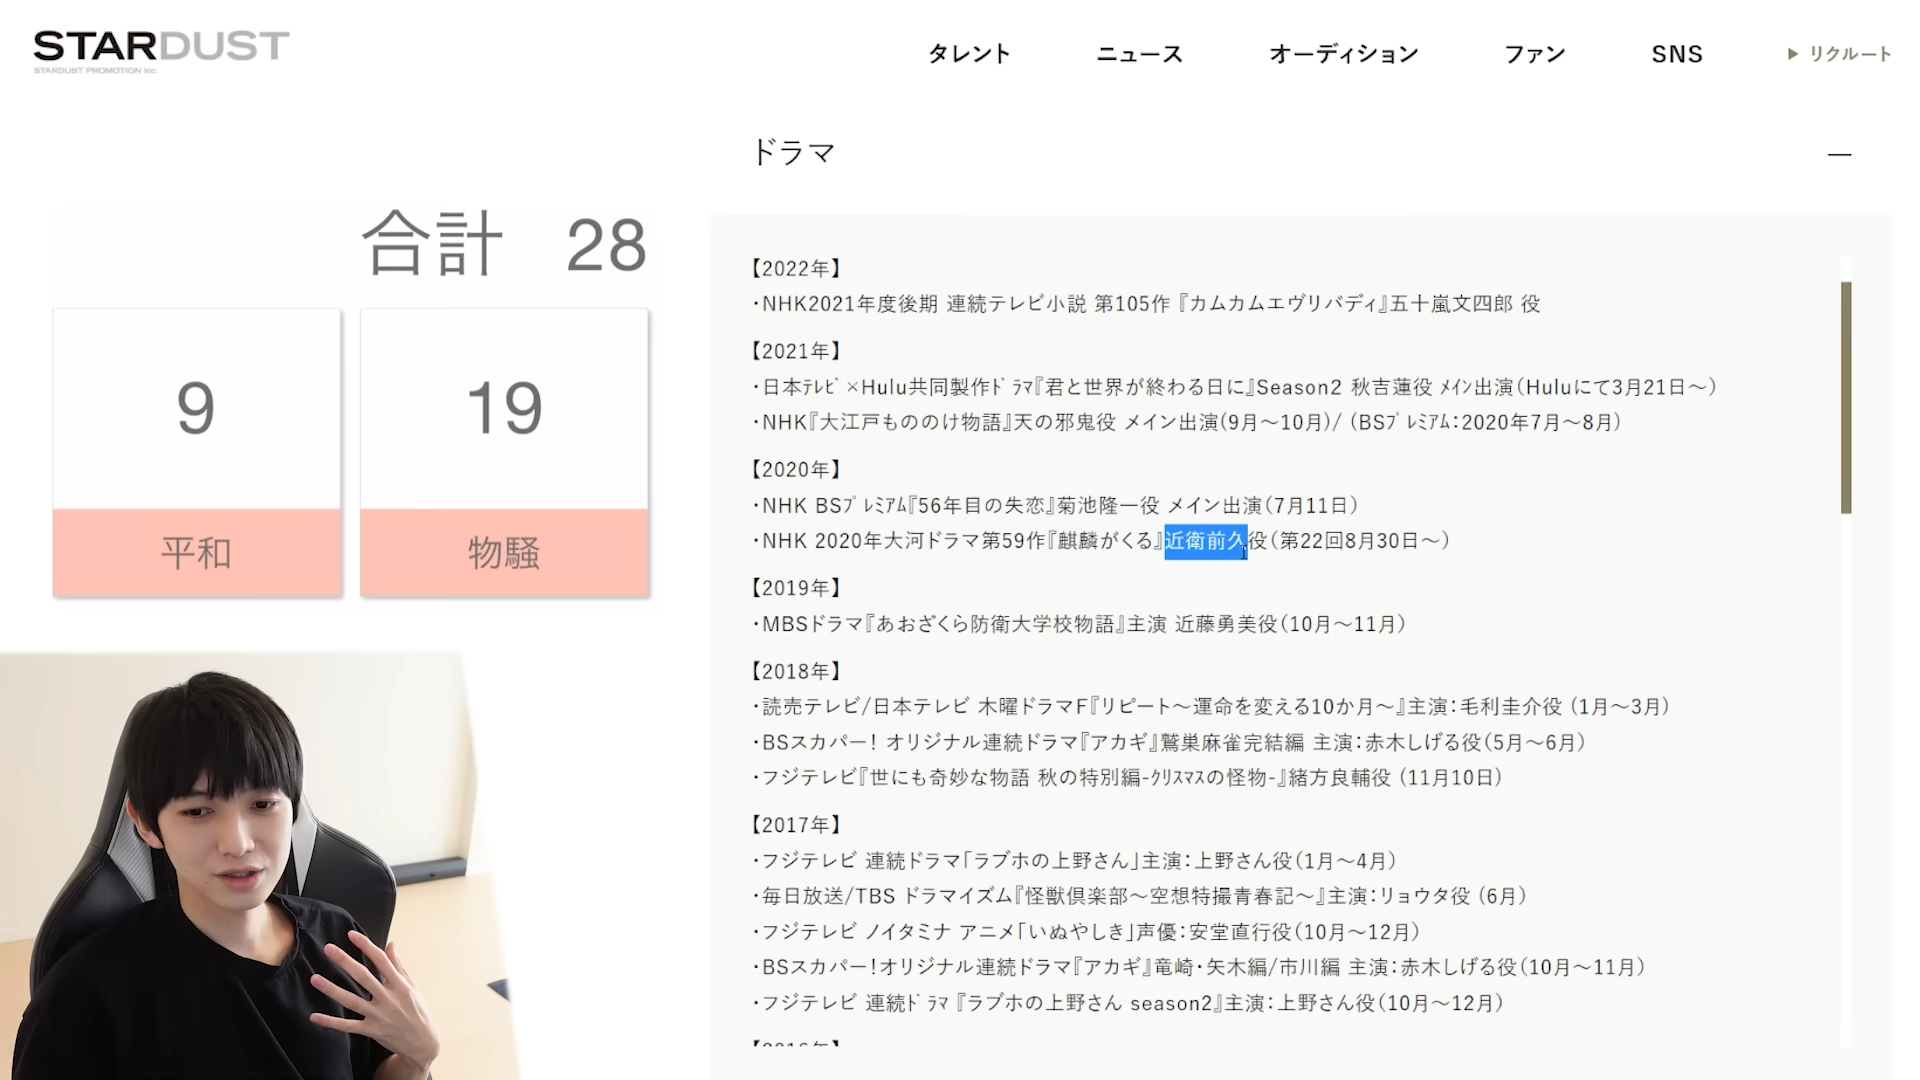 STARDUST
STARDUST PROMOTION Inc.
タレント
ニュース
オーディション
ファン
SNS
▶ リクルート
ドラマ
合計 28
9
19
平和
物騒
【2022年】
・NHK2021年度後期 連続テレビ小説 第105作 『カムカムエヴリバディ』五十嵐文四郎 役
【2021年】
・日本ﾃﾚﾋﾞ×Hulu共同製作ﾄﾞﾗﾏ『君と世界が終わる日に』Season2 秋吉蓮役 ﾒｲﾝ出演(Huluにて3月21日～)
・NHK『大江戸もののけ物語』天の邪鬼役 メイン出演(9月～10月)/ (BSﾌﾟﾚﾐｱﾑ：2020年7月～8月)
【2020年】
・NHK BSﾌﾟﾚﾐｱﾑ『56年目の失恋』菊池隆一役 メイン出演(7月11日)
・NHK 2020年大河ドラマ第59作『麒麟がくる』近衛前久役(第22回8月30日～)
【2019年】
・MBSドラマ『あおざくら防衛大学校物語』主演 近藤勇美役(10月～11月)
【2018年】
・読売テレビ/日本テレビ 木曜ドラマF『リピート～運命を変える10か月～』主演：毛利圭介役 (1月～3月)
・BSスカパー! オリジナル連続ドラマ『アカギ』鷲巣麻雀完結編 主演：赤木しげる役(5月～6月)
・フジテレビ『世にも奇妙な物語 秋の特別編-ｸﾘｽﾏｽの怪物-』緒方良輔役 (11月10日)
【2017年】
・フジテレビ 連続ドラマ「ラブホの上野さん」主演：上野さん役(1月～4月)
・毎日放送/TBS ドラマイズム『怪獣倶楽部～空想特撮青春記～』主演：リョウタ役 (6月)
・フジテレビ ノイタミナ アニメ「いぬやしき」声優：安堂直行役(10月～12月)
・BSスカパー!オリジナル連続ドラマ『アカギ』竜崎・矢木編/市川編 主演：赤木しげる役(10月～11月)
・フジテレビ 連続ﾄﾞﾗﾏ 『ラブホの上野さん season2』主演：上野さん役(10月～12月)